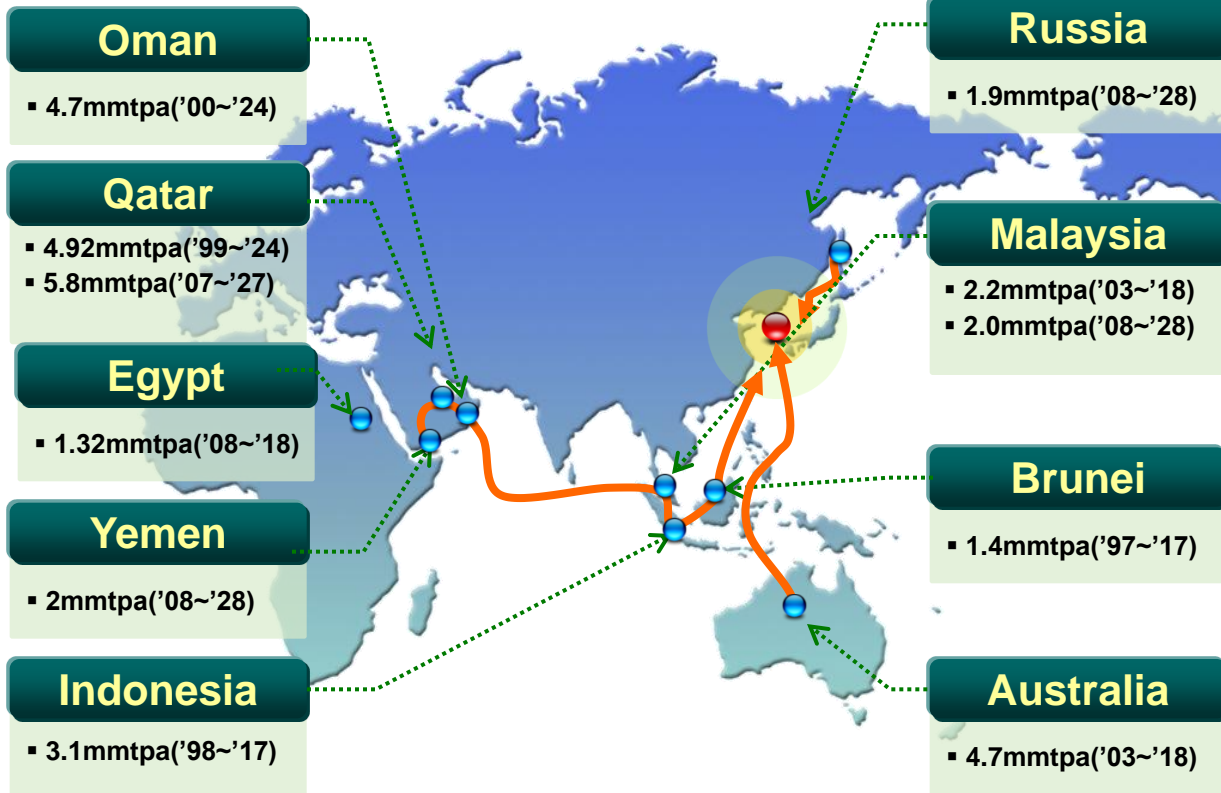 Oman
▪ 4.7mmtpa(’00~’24)
Qatar
▪ 4.92mmtpa(’99~’24)
▪ 5.8mmtpa(’07~’27)
Egypt
▪ 1.32mmtpa(’08~’18)
Yemen
▪ 2mmtpa(’08~’28)
Indonesia
▪ 3.1mmtpa(’98~’17)
Russia
▪ 1.9mmtpa(’08~’28)
Malaysia
▪ 2.2mmtpa(’03~’18)
▪ 2.0mmtpa(’08~’28)
Brunei
▪ 1.4mmtpa(’97~’17)
Australia
▪ 4.7mmtpa(’03~’18)